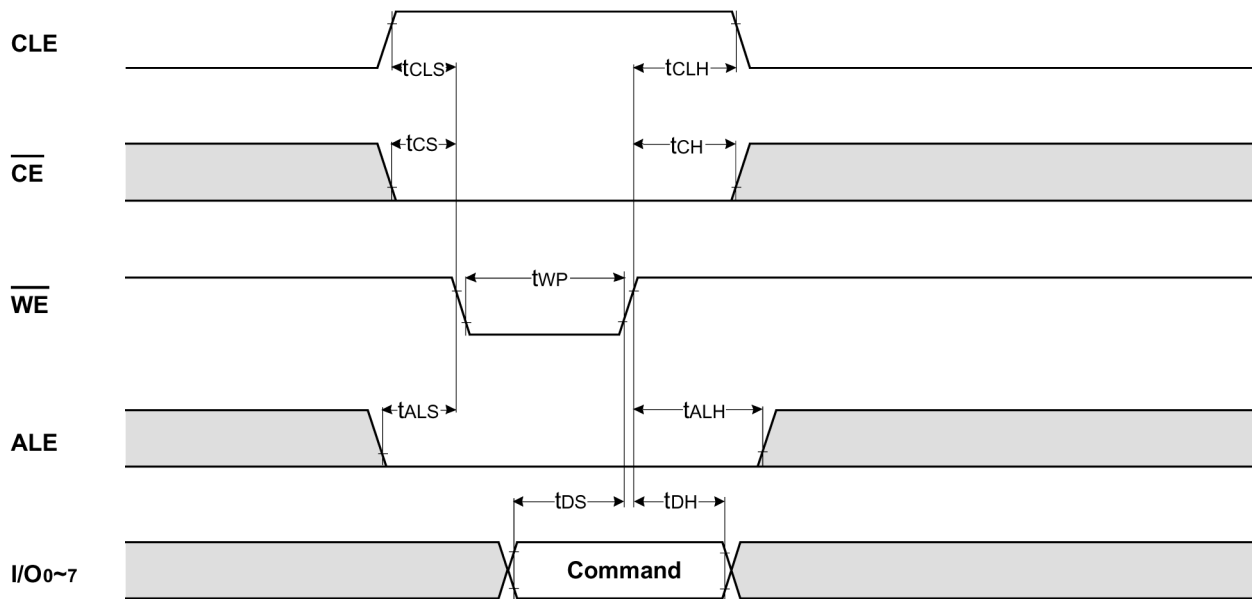 CLE
tCLS
tCLH
CE
tCS
tCH
WE
tWP
ALE
tALS
tALH
tDS
tDH
I/O0~7
Command